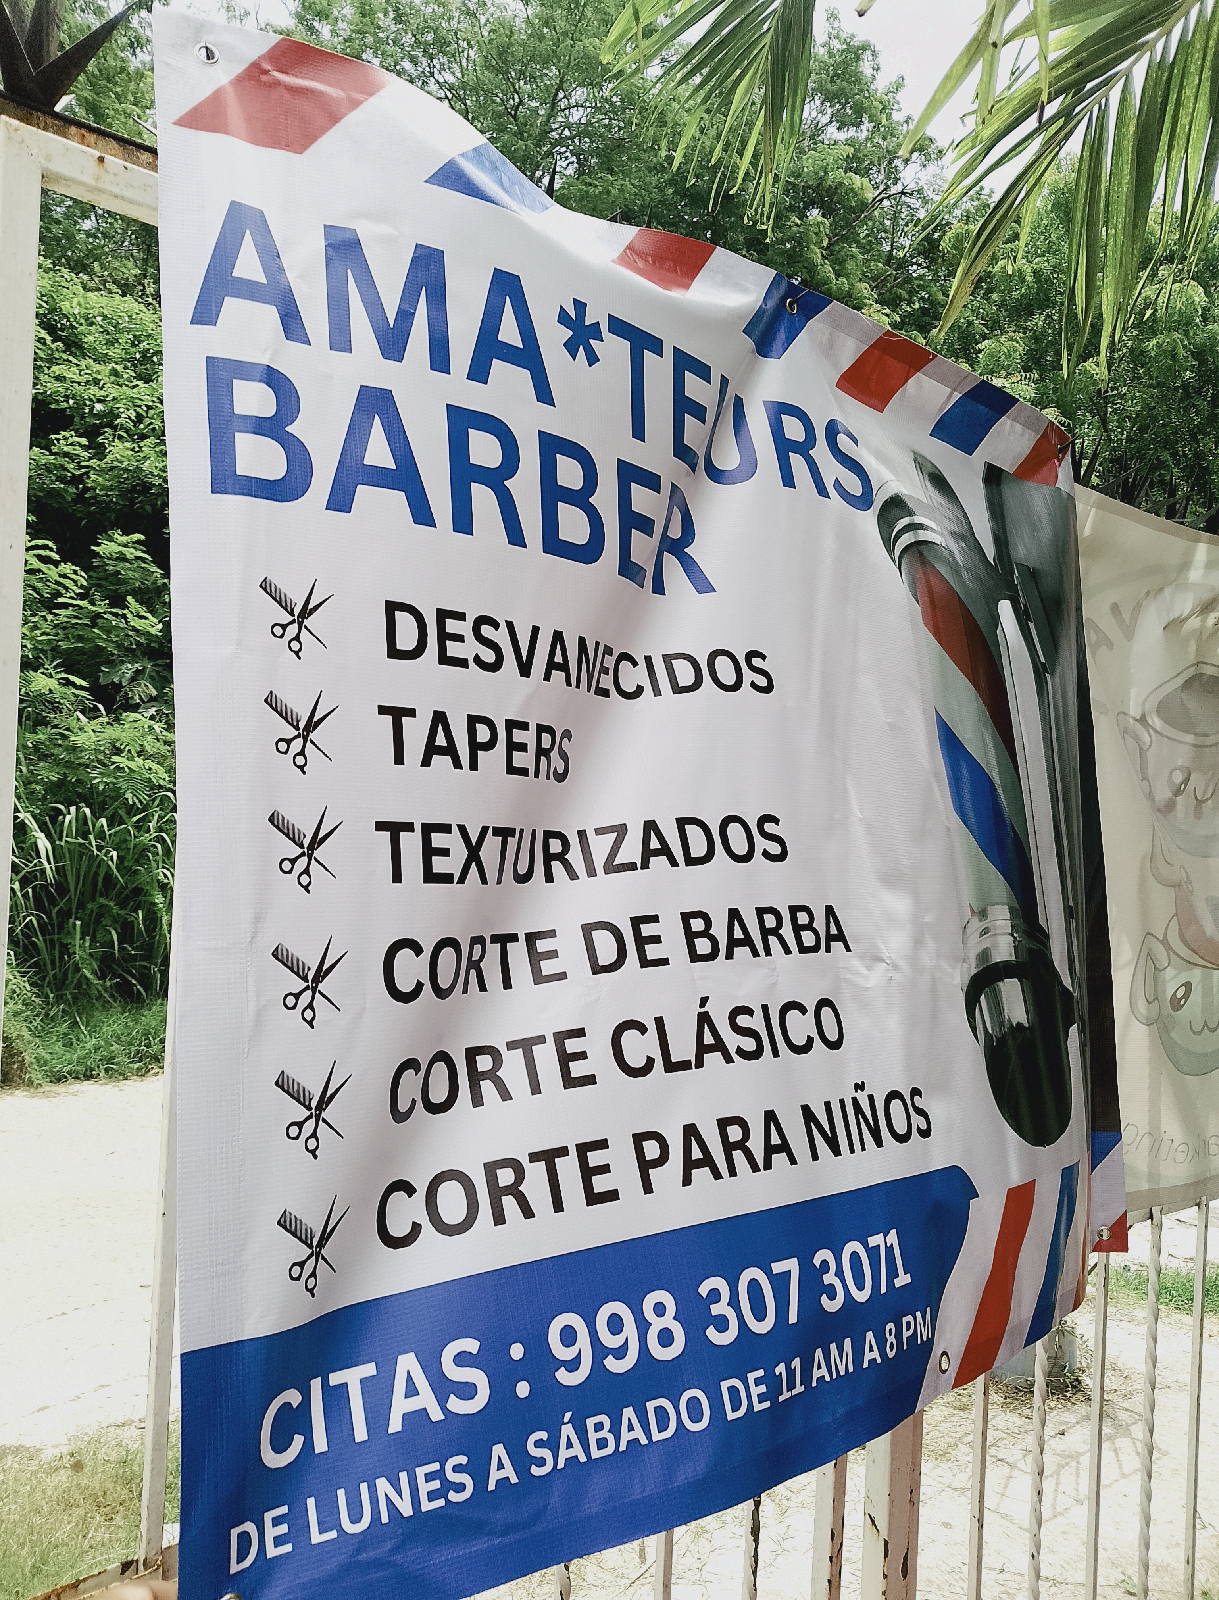 AMA*TEURS
BARBER
DESVANECIDOS
TAPERS
TEXTURIZADOS
CORTE DE BARBA
CORTE CLÁSICO
CORTE PARA NIÑOS
CITAS : 998 307 3071
DE LUNES A SÁBADO DE 11 AM A 8 PM